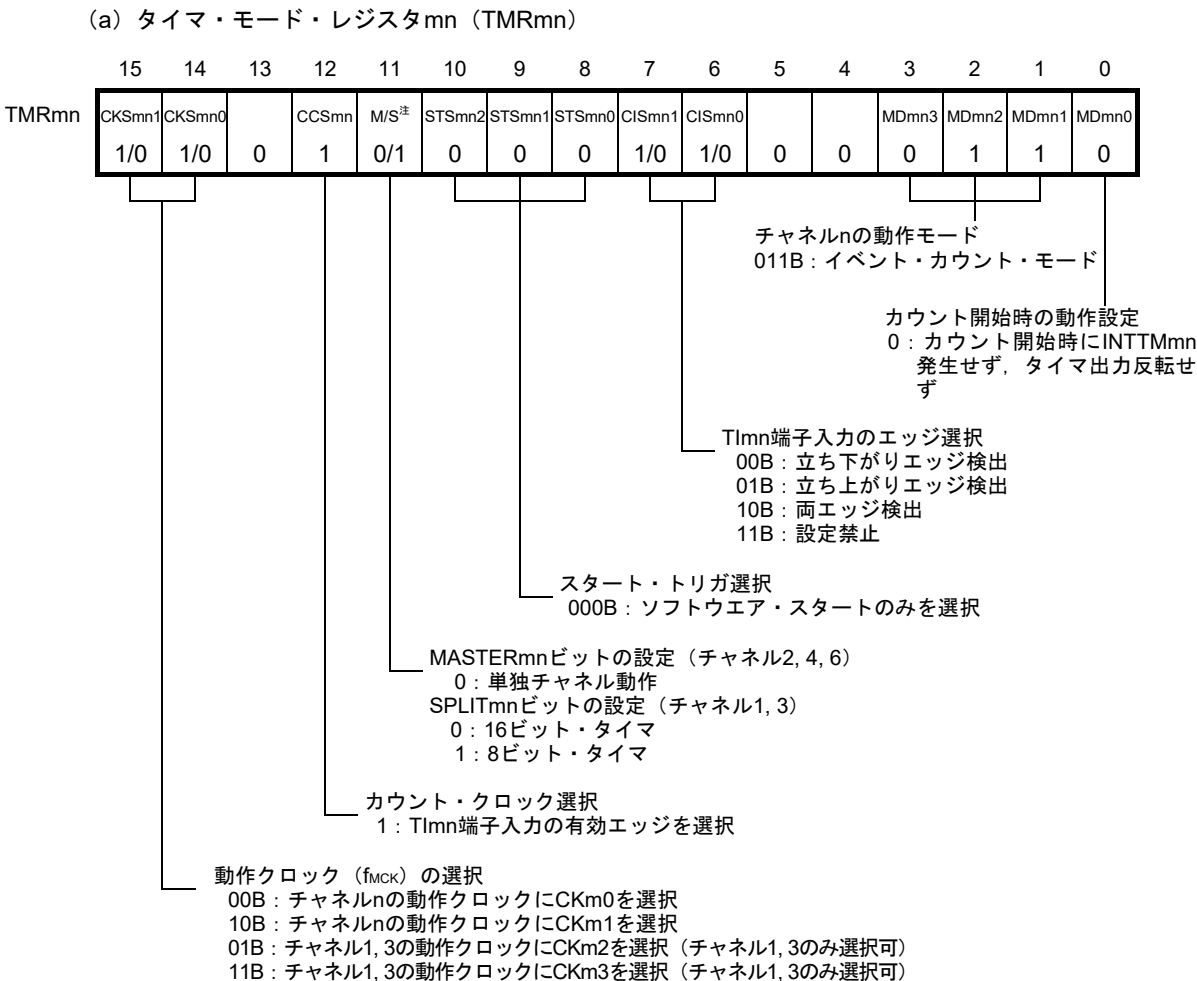 (a) タイマ・モード・レジスタmn（TMRmn）
15 14 13 12 11 10 9 8 7 6 5 4 3 2 1 0
TMRmn CKSmn1 CKSmn0 CCSmn M/S注 STSmn2 STSmn1 STSmn0 CISmn1 CISmn0 MDmn3 MDmn2 MDmn1 MDmn0
1/0 1/0 0 1 0/1 0 0 0 1/0 1/0 0 0 0 1 1 0
チャネルnの動作モード
011B：イベント・カウント・モード
カウント開始時の動作設定
0：カウント開始時にINTTMmn
発生せず，タイマ出力反転せ
ず
TImn端子入力のエッジ選択
00B：立ち下がりエッジ検出
01B：立ち上がりエッジ検出
10B：両エッジ検出
11B：設定禁止
スタート・トリガ選択
000B：ソフトウエア・スタートのみを選択
MASTERmnビットの設定（チャネル2, 4, 6）
0：単独チャネル動作
SPLITmnビットの設定（チャネル1, 3）
0：16ビット・タイマ
1：8ビット・タイマ
カウント・クロック選択
1：TImn端子入力の有効エッジを選択
動作クロック（fMCK）の選択
00B：チャネルnの動作クロックにCKm0を選択
10B：チャネルnの動作クロックにCKm1を選択
01B：チャネル1, 3の動作クロックにCKm2を選択（チャネル1, 3のみ選択可）
11B：チャネル1, 3の動作クロックにCKm3を選択（チャネル1, 3のみ選択可）